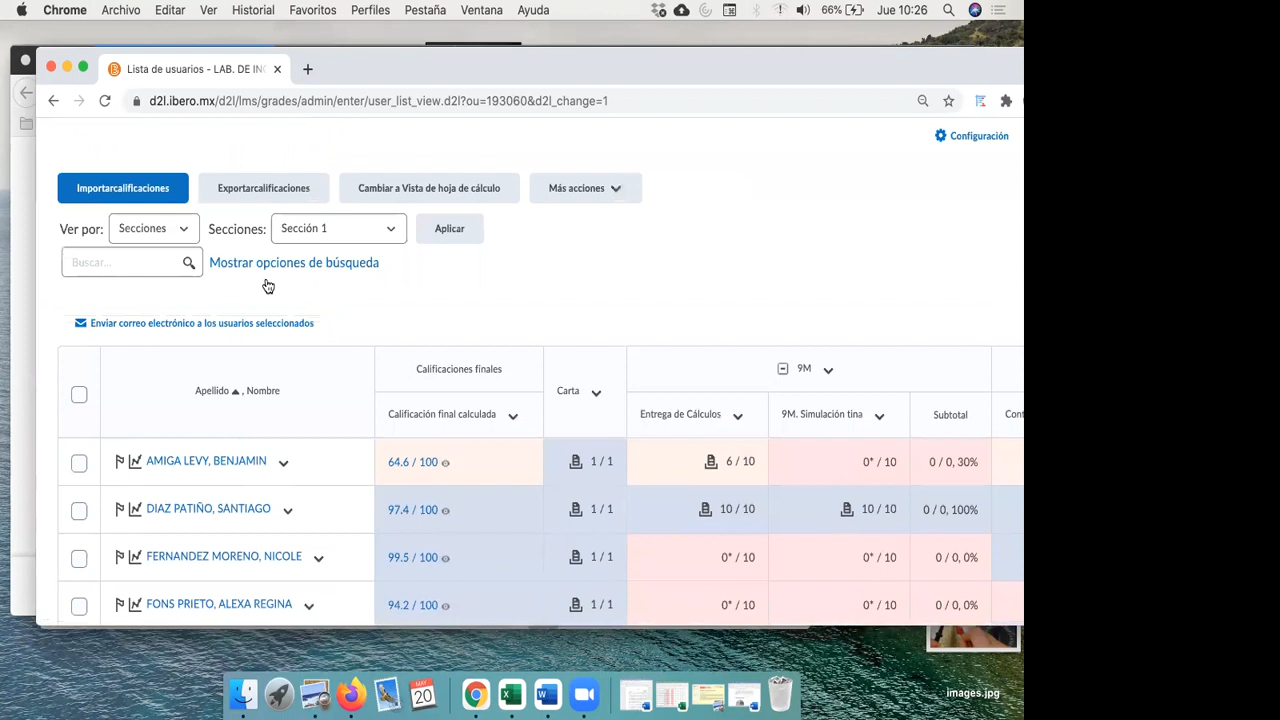 Chrome Archivo Editar Ver Historial Favoritos Perfiles Pestaña Ventana Ayuda 66% Jue 10:26
Lista de usuarios - LAB. DE IN
d2l.ibero.mx/d2l/lms/grades/admin/enter/user_list_view.d2l?ou=193060&d2l_change=1
Configuración
Importarcalificaciones Exportarcalificaciones Cambiar a Vista de hoja de cálculo Más acciones
Ver por: Secciones Secciones: Sección 1 Aplicar
Buscar... Mostrar opciones de búsqueda
Enviar correo electrónico a los usuarios seleccionados
Calificaciones finales 9M
Apellido , Nombre Carta
Calificación final calculada Entrega de Cálculos 9M. Simulación tina Subtotal Cont
AMIGA LEVY, BENJAMIN 64.6 / 100 1 / 1 6 / 10 0* / 10 0 / 0, 30%
DIAZ PATIÑO, SANTIAGO 97.4 / 100 1 / 1 10 / 10 10 / 10 0 / 0, 100%
FERNANDEZ MORENO, NICOLE 99.5 / 100 1 / 1 0* / 10 0* / 10 0 / 0, 0%
FONS PRIETO, ALEXA REGINA 94.2 / 100 1 / 1 0* / 10 0* / 10 0 / 0, 0%
MAY
20
images.jpg